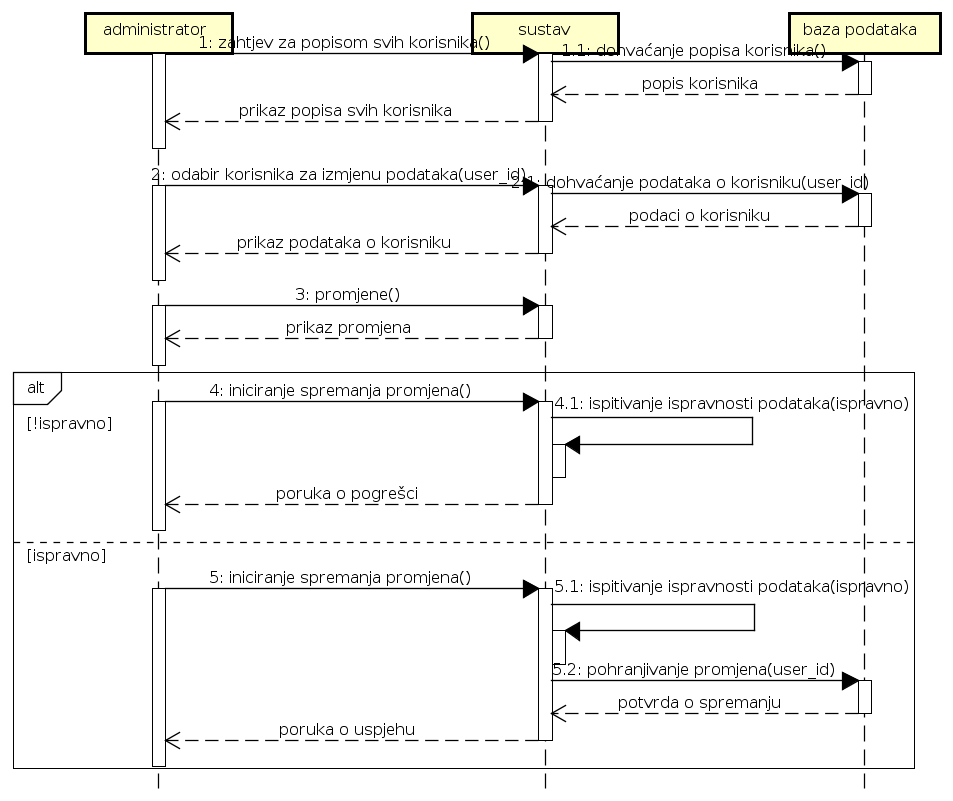 administrator
sustav
baza podataka
1: zahtjev za popisom svih korisnika()
1.1: dohvaćanje popisa korisnika()
popis korisnika
prikaz popisa svih korisnika
2: odabir korisnika za izmjenu podataka(user_id)
2.1: dohvaćanje podataka o korisniku(user_id)
podaci o korisniku
prikaz podataka o korisniku
3: promjene()
prikaz promjena
alt
4: iniciranje spremanja promjena()
4.1: ispitivanje ispravnosti podataka(ispravno)
[!ispravno]
poruka o pogrešci
[ispravno]
5: iniciranje spremanja promjena()
5.1: ispitivanje ispravnosti podataka(ispravno)
5.2: pohranjivanje promjena(user_id)
potvrda o spremanju
poruka o uspjehu